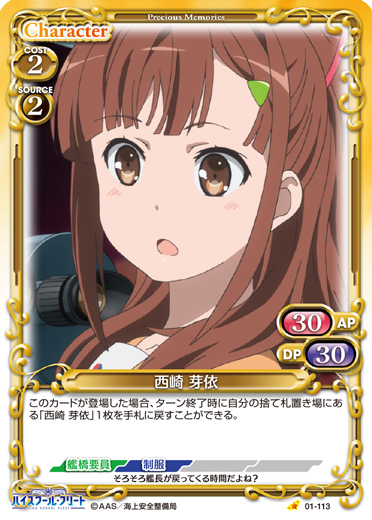 Precious Memories
Character
COST
2
SOURCE
2
30 AP
DP 30
西崎 芽依
このカードが登場した場合、ターン終了時に自分の捨て札置き場にあ
る「西崎 芽依」1枚を手札に戻すことができる。
艦橋要員 制服
そろそろ艦長が戻ってくる時間だよね?
ハイスクール・フリート
©AAS／海上安全整備局
01-113